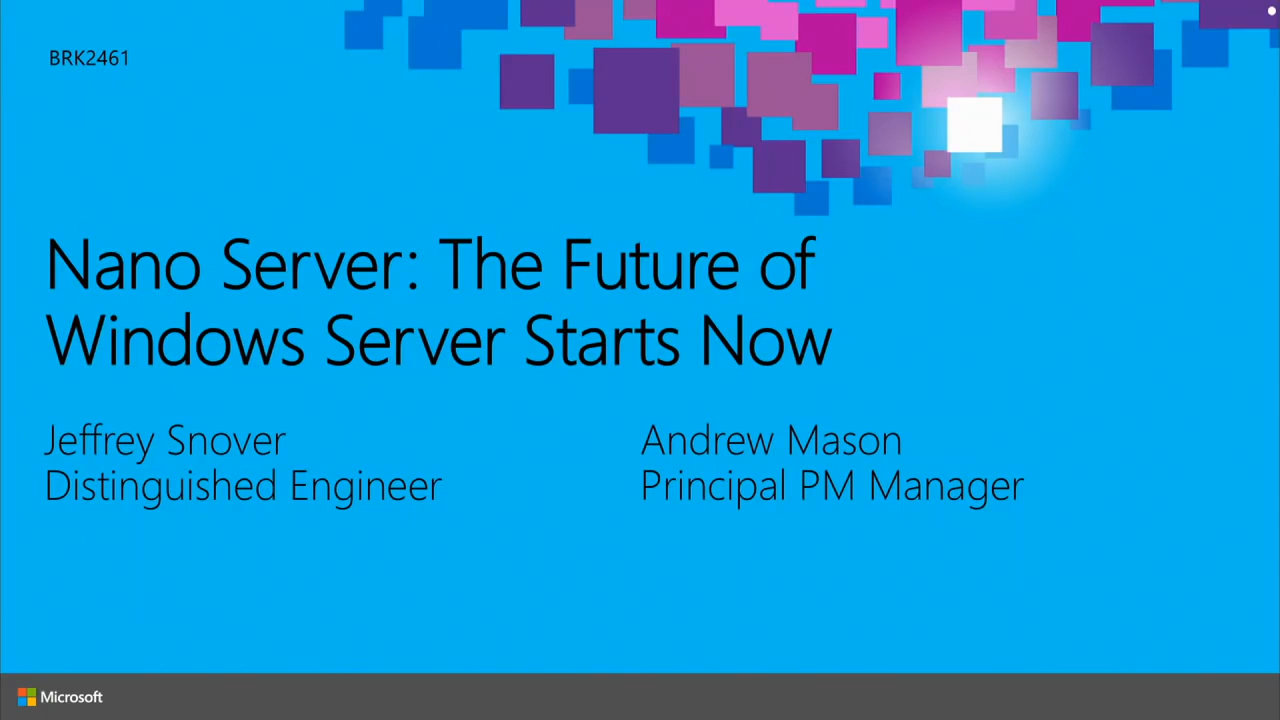 BRK2461
Nano Server: The Future of
Windows Server Starts Now
Jeffrey Snover
Distinguished Engineer
Andrew Mason
Principal PM Manager
Microsoft